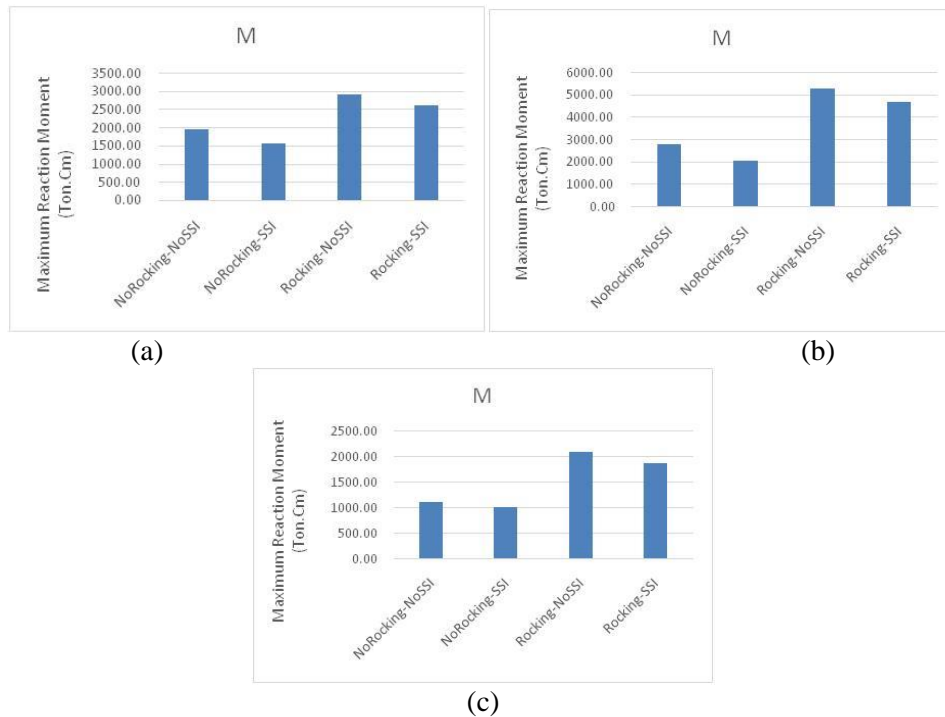 M
Maximum Reaction Moment
(Ton.Cm)
3500.00
3000.00
2500.00
2000.00
1500.00
1000.00
500.00
0.00
NoRocking-NoSSI
NoRocking-SSI
Rocking-NoSSI
Rocking-SSI
(a)
M
Maximum Reaction Moment
(Ton.Cm)
6000.00
5000.00
4000.00
3000.00
2000.00
1000.00
0.00
NoRocking-NoSSI
NoRocking-SSI
Rocking-NoSSI
Rocking-SSI
(b)
M
Maximum Reaction Moment
(Ton.Cm)
2500.00
2000.00
1500.00
1000.00
500.00
0.00
NoRocking-NoSSI
NoRocking-SSI
Rocking-NoSSI
Rocking-SSI
(c)